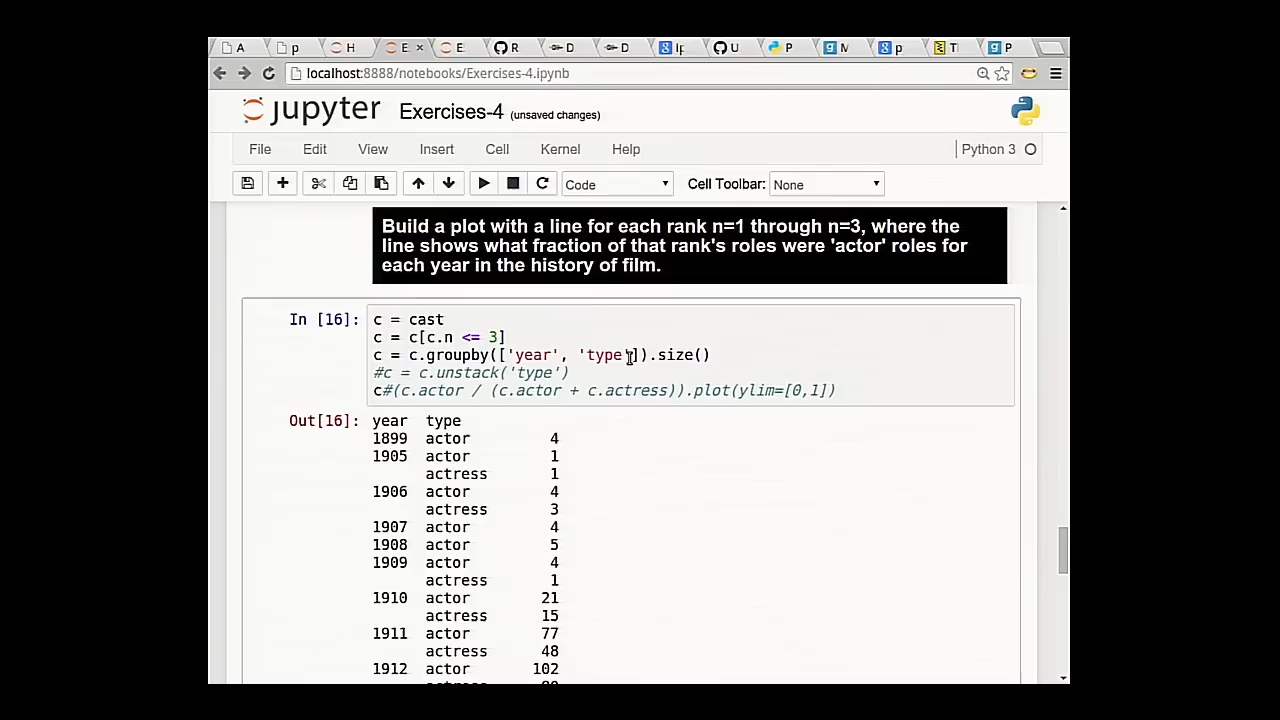 A p H E E R D D Ip U P M p T P
localhost:8888/notebooks/Exercises-4.ipynb
jupyter Exercises-4 (unsaved changes)
File Edit View Insert Cell Kernel Help Python 3
Code Cell Toolbar: None
Build a plot with a line for each rank n=1 through n=3, where the
line shows what fraction of that rank's roles were 'actor' roles for
each year in the history of film.
In [16]: c = cast
c = c[c.n <= 3]
c = c.groupby(['year', 'type']).size()
#c = c.unstack('type')
c#(c.actor / (c.actor + c.actress)).plot(ylim=[0,1])
Out[16]: year type
1899 actor 4
1905 actor 1
actress 1
1906 actor 4
actress 3
1907 actor 4
1908 actor 5
1909 actor 4
actress 1
1910 actor 21
actress 15
1911 actor 77
actress 48
1912 actor 102